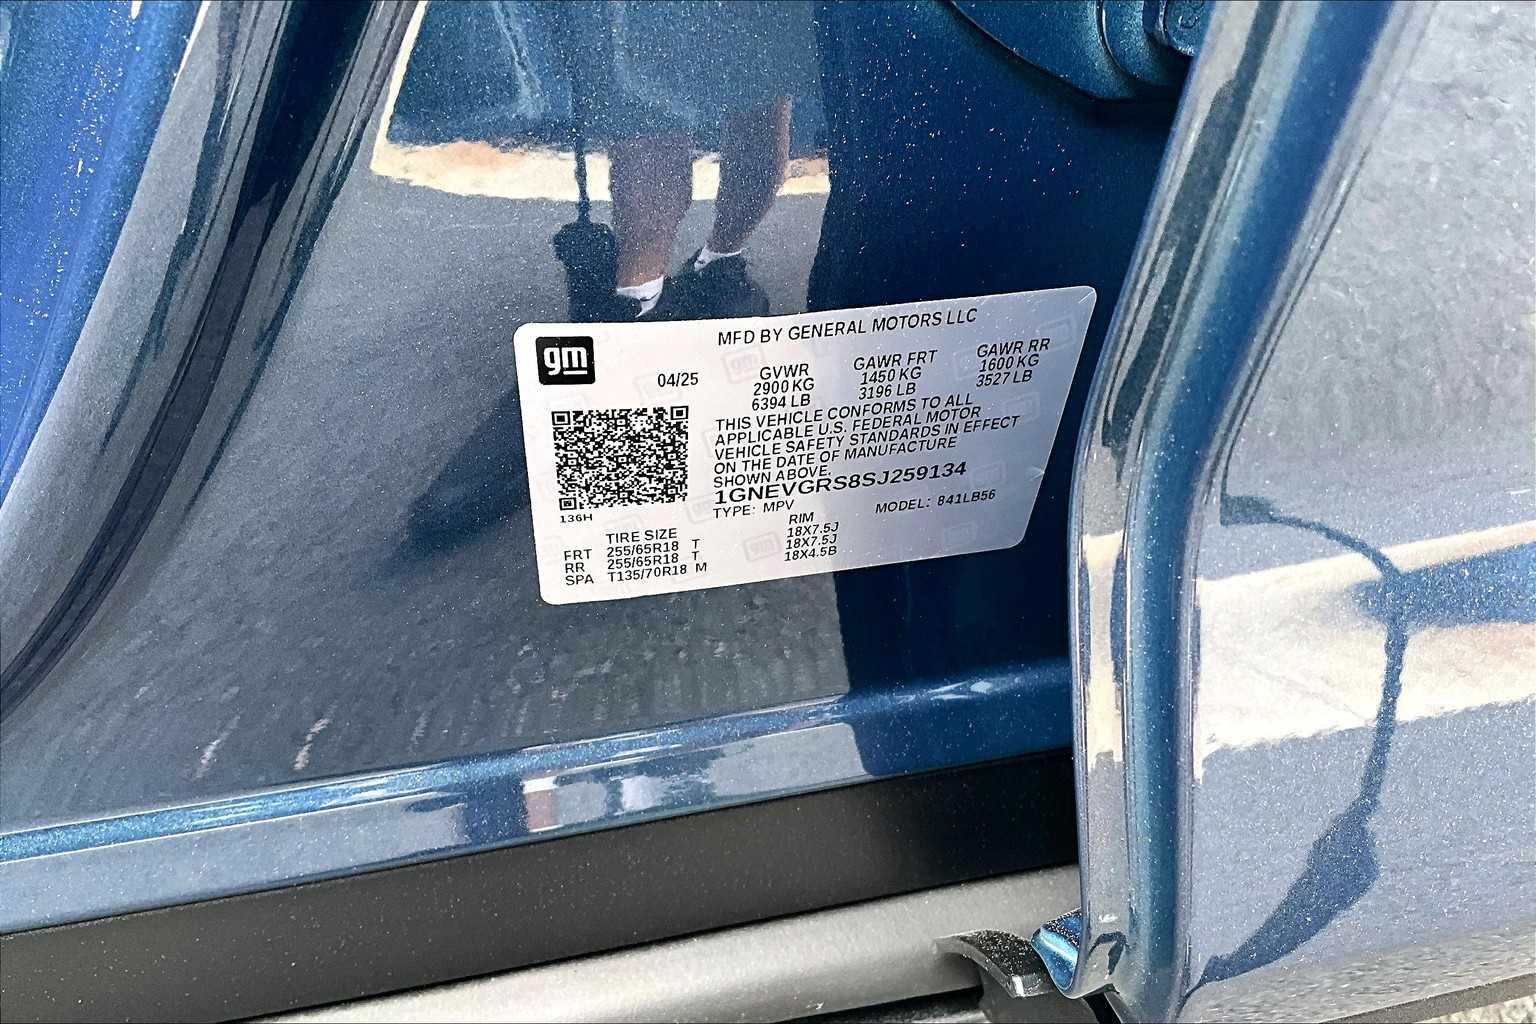 gm
MFD BY GENERAL MOTORS LLC
04/25
GVWR GAWR FRT GAWR RR
2900 KG 1450 KG 1600 KG
6394 LB 3196 LB 3527 LB
THIS VEHICLE CONFORMS TO ALL
APPLICABLE U.S. FEDERAL MOTOR
VEHICLE SAFETY STANDARDS IN EFFECT
ON THE DATE OF MANUFACTURE
SHOWN ABOVE.
1GNEVGRS8SJ259134
TYPE: MPV MODEL: 841LB56
136H
TIRE SIZE RIM
FRT 255/65R18 T 18X7.5J
RR 255/65R18 T 18X7.5J
SPA T135/70R18 M 18X4.5B